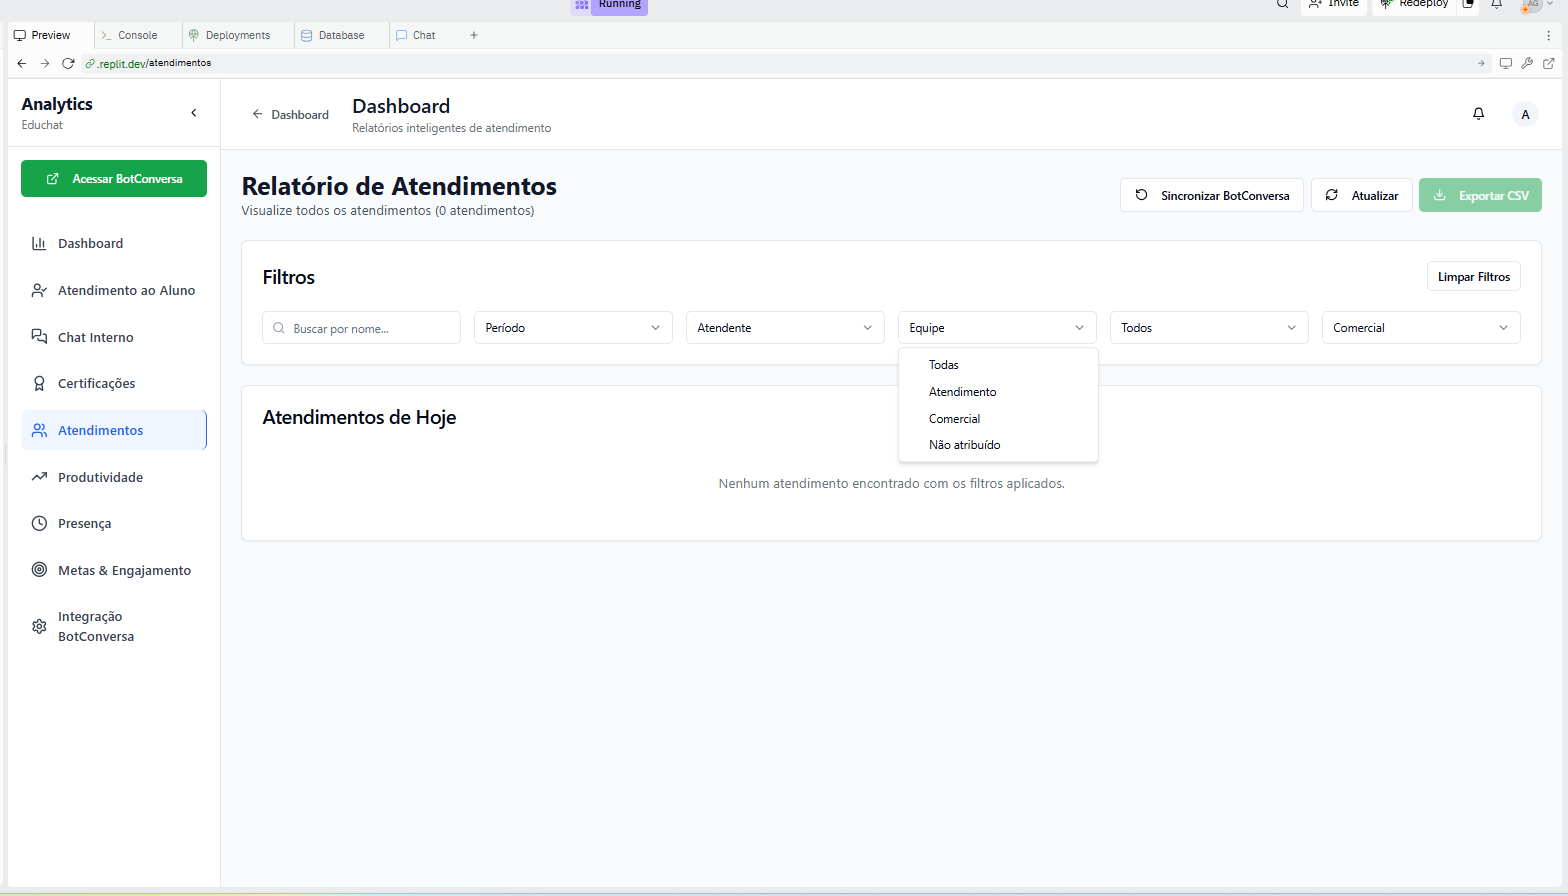 Running
Invite
Redeploy
AG
Preview
Console
Deployments
Database
Chat
.replit.dev/atendimentos
Analytics
Educhat
Acessar BotConversa
Dashboard
Atendimento ao Aluno
Chat Interno
Certificações
Atendimentos
Produtividade
Presença
Metas & Engajamento
Integração
BotConversa
Dashboard
Dashboard
Relatórios inteligentes de atendimento
A
Relatório de Atendimentos
Visualize todos os atendimentos (0 atendimentos)
Sincronizar BotConversa
Atualizar
Exportar CSV
Filtros
Limpar Filtros
Buscar por nome...
Período
Atendente
Equipe
Todos
Comercial
Todas
Atendimento
Comercial
Não atribuído
Atendimentos de Hoje
Nenhum atendimento encontrado com os filtros aplicados.